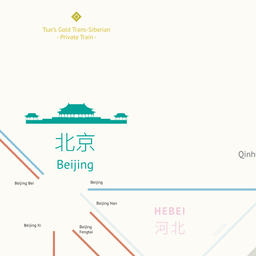 Tsar's Gold Trans-Siberian
- Private Train -
北京
Beijing
Qinh
Beijing Bei
Beijing
Beijing Nan
HEBEI
河北
Beijing Xi
Beijing
Fengtai